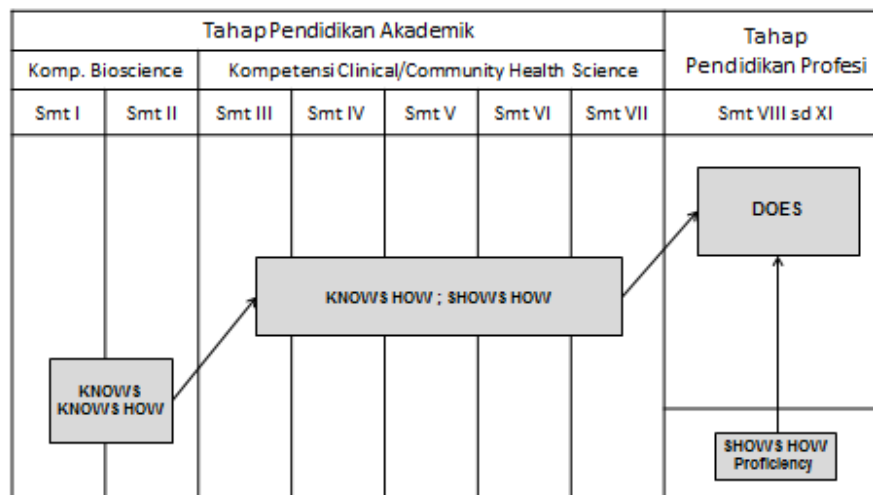 Tahap Pendidikan Akademik
Tahap
Pendidikan Profesi
Komp. Bioscience
Kompetensi Clinical/Community Health Science
Smt I
Smt II
Smt III
Smt IV
Smt V
Smt VI
Smt VII
Smt VIII sd XI
DOES
KNOWS HOW ; SHOWS HOW
KNOWS
KNOWS HOW
SHOWS HOW
Proficiency